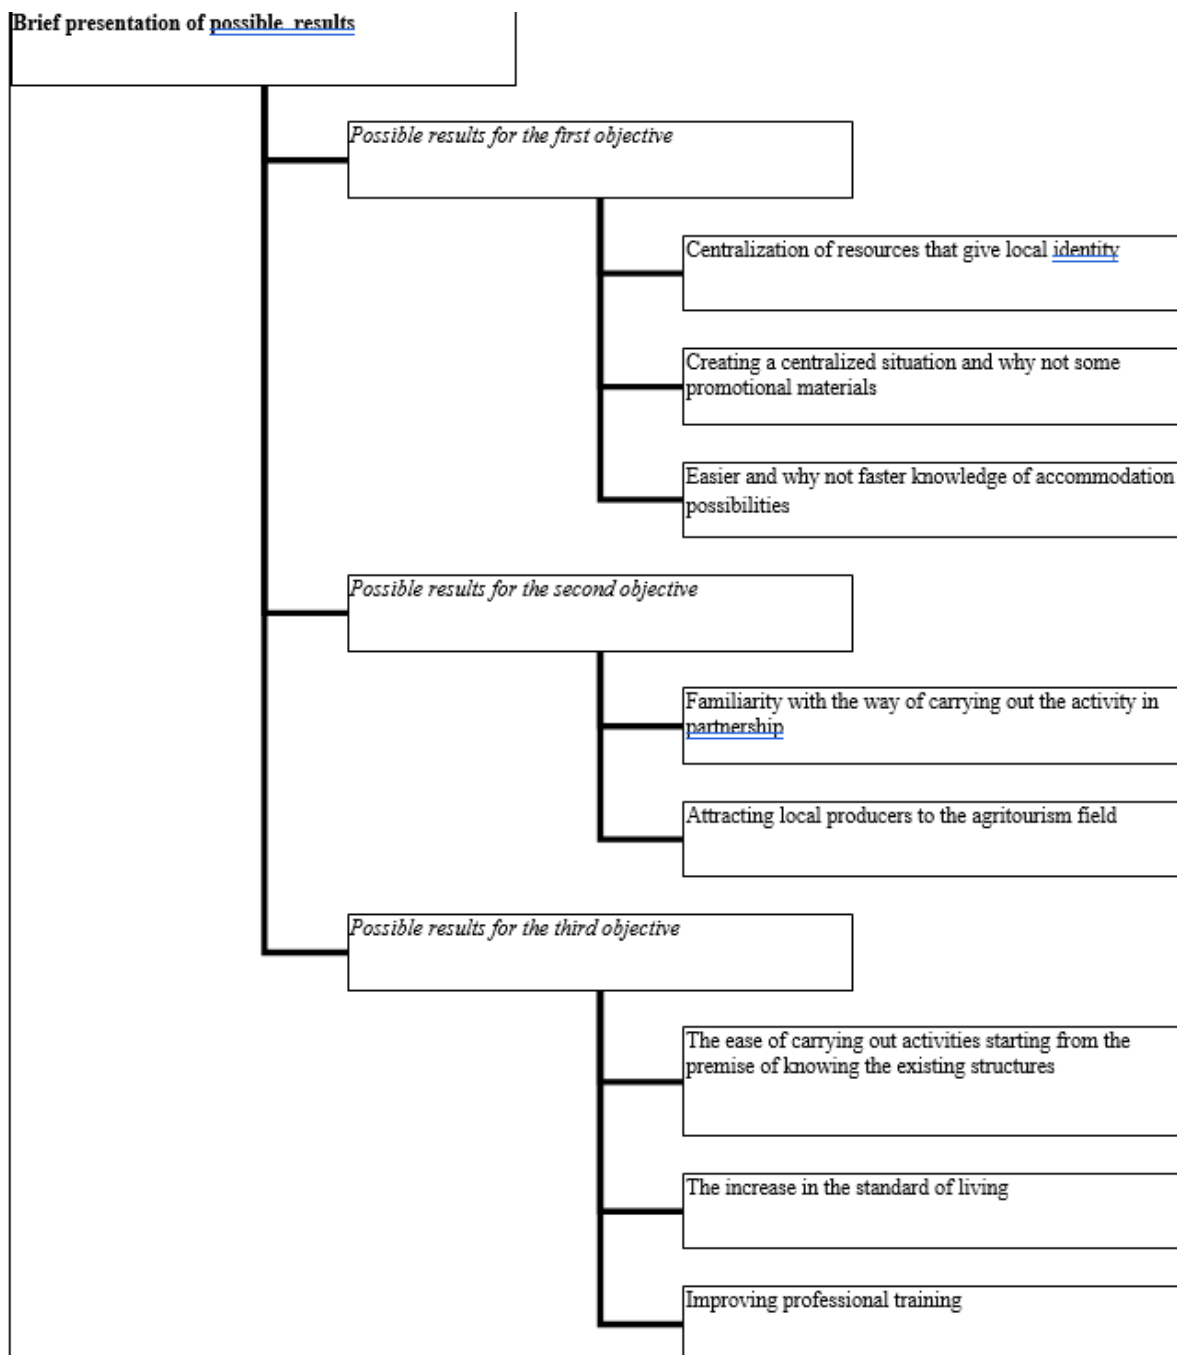 Brief presentation of possible results
Possible results for the first objective
Centralization of resources that give local identity
Creating a centralized situation and why not some
promotional materials
Easier and why not faster knowledge of accommodation
possibilities
Possible results for the second objective
Familiarity with the way of carrying out the activity in
partnership
Attracting local producers to the agritourism field
Possible results for the third objective
The ease of carrying out activities starting from the
premise of knowing the existing structures
The increase in the standard of living
Improving professional training